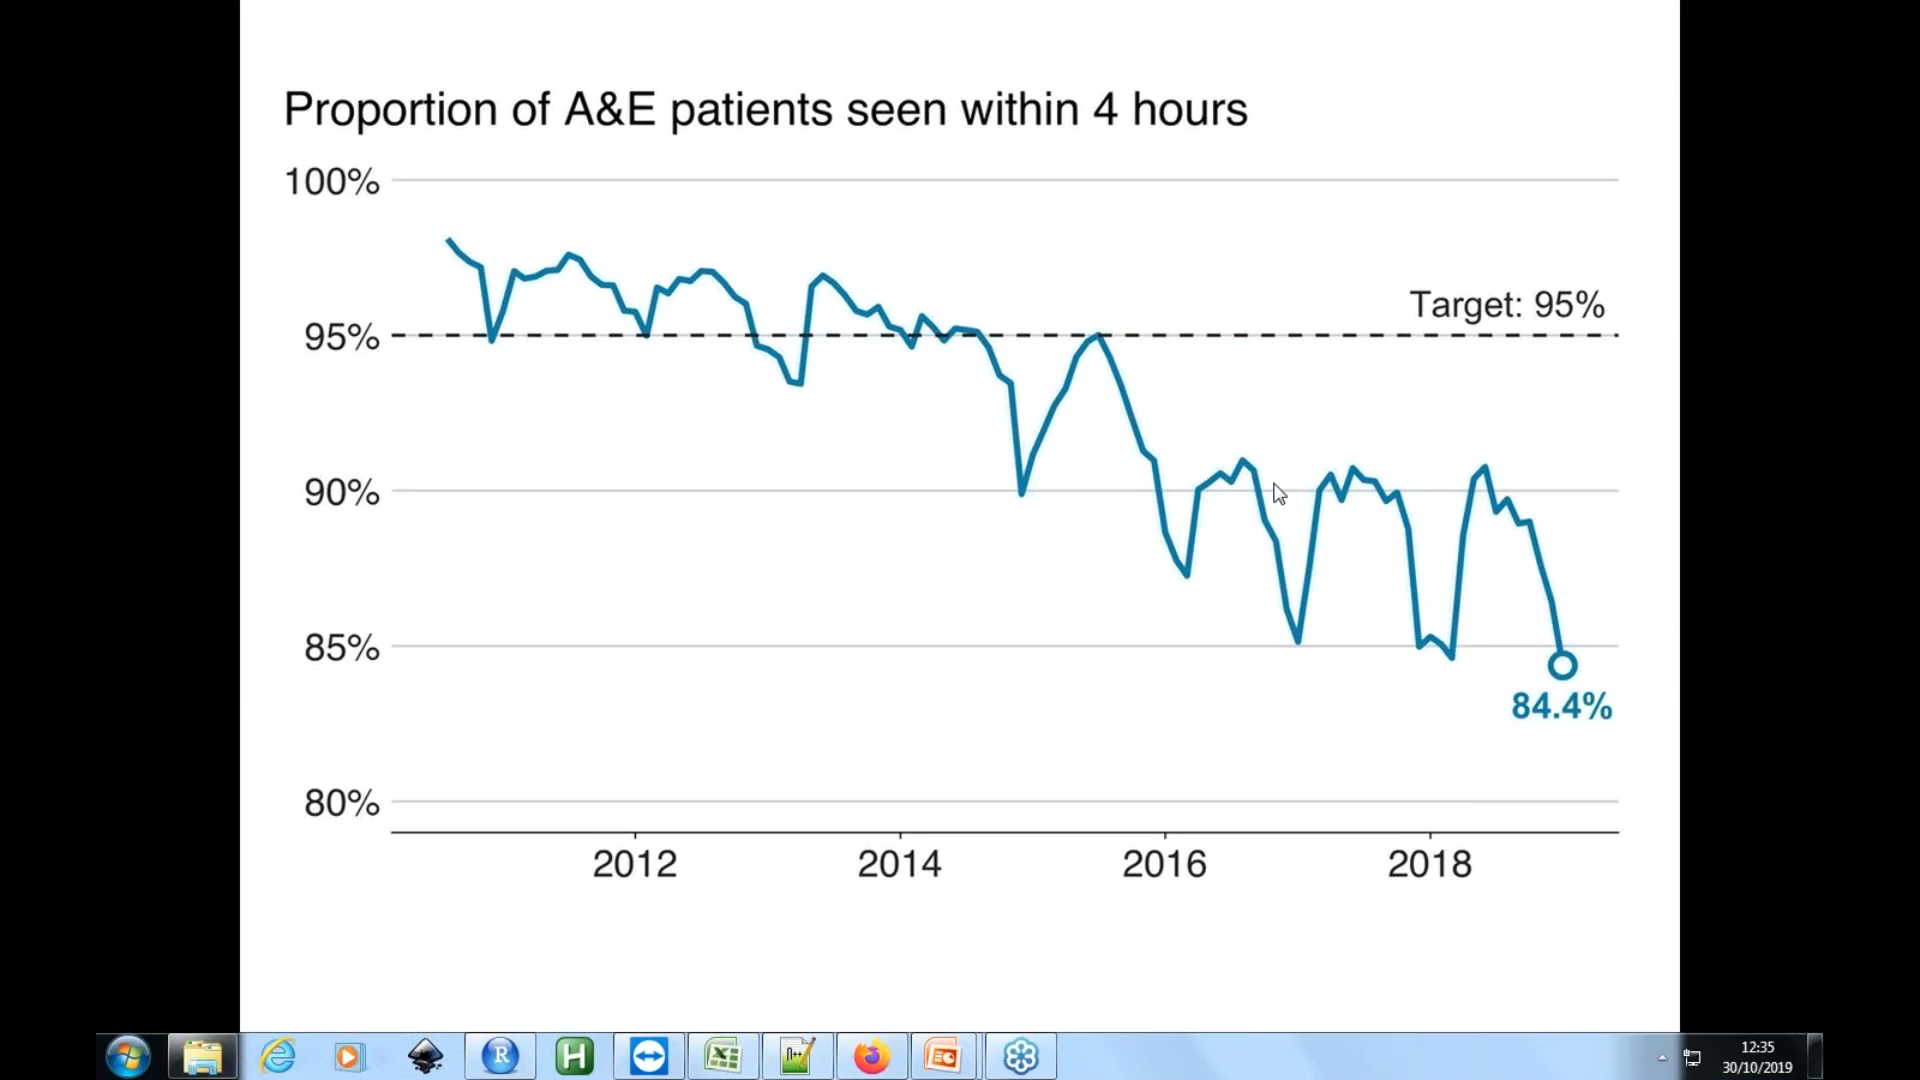 Proportion of A&E patients seen within 4 hours
100%
Target: 95%
95%
90%
85%
84.4%
80%
2012 2014 2016 2018
R H n++
12:35
30/10/2019